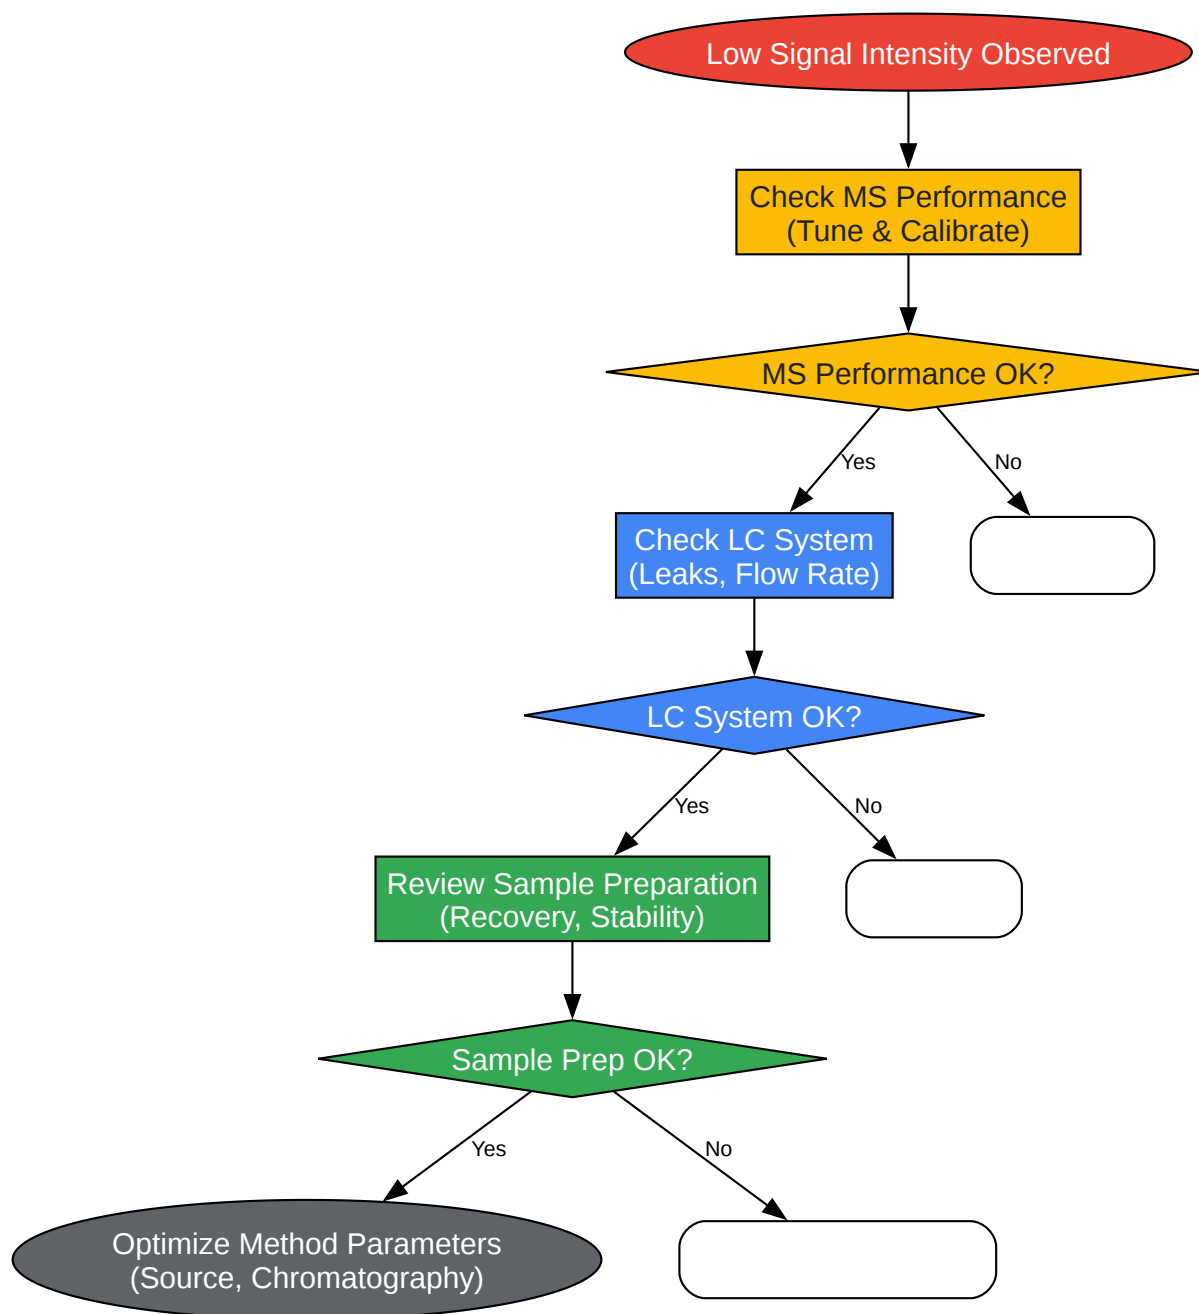 Low Signal Intensity Observed
Check MS Performance
(Tune & Calibrate)
MS Performance OK?
Yes
No
Check LC System
(Leaks, Flow Rate)
LC System OK?
Yes
No
Review Sample Preparation
(Recovery, Stability)
Sample Prep OK?
Yes
No
Optimize Method Parameters
(Source, Chromatography)